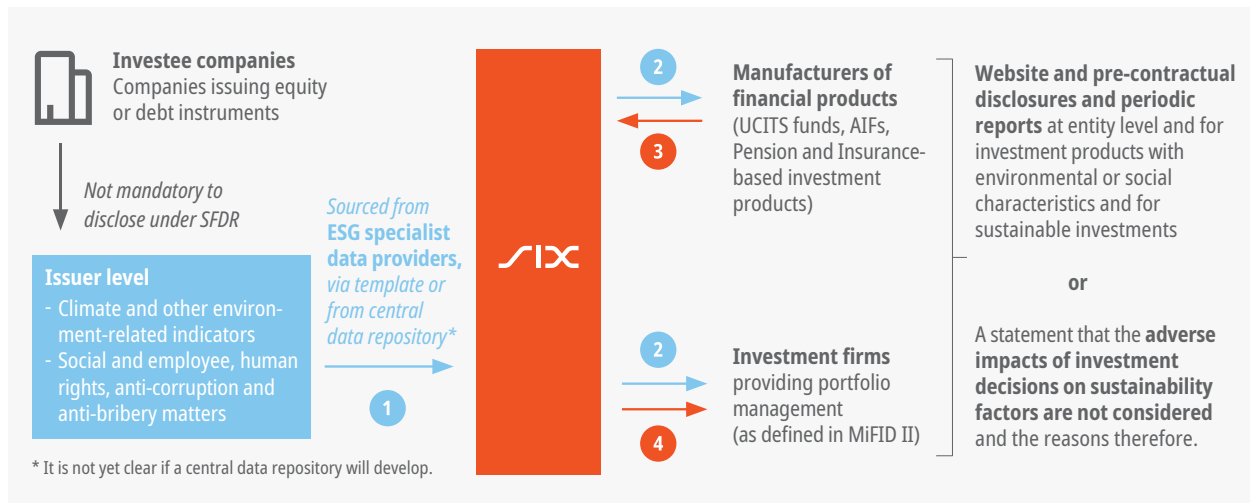 Investee companies
Companies issuing equity
or debt instruments
Not mandatory to
disclose under SFDR
Issuer level
- Climate and other environ-
ment-related indicators
- Social and employee, human
rights, anti-corruption and
anti-bribery matters
* It is not yet clear if a central data repository will develop.
Sourced from
ESG specialist
data providers,
via template or
from central
data repository*
1
SIX
2
3
Manufacturers of
financial products
(UCITS funds, AIFs,
Pension and Insurance-
based investment
products)
2
4
Investment firms
providing portfolio
management
(as defined in MiFID II)
Website and pre-contractual
disclosures and periodic
reports at entity level and for
investment products with
environmental or social
characteristics and for
sustainable investments
or
A statement that the adverse
impacts of investment
decisions on sustainability
factors are not considered
and the reasons therefore.